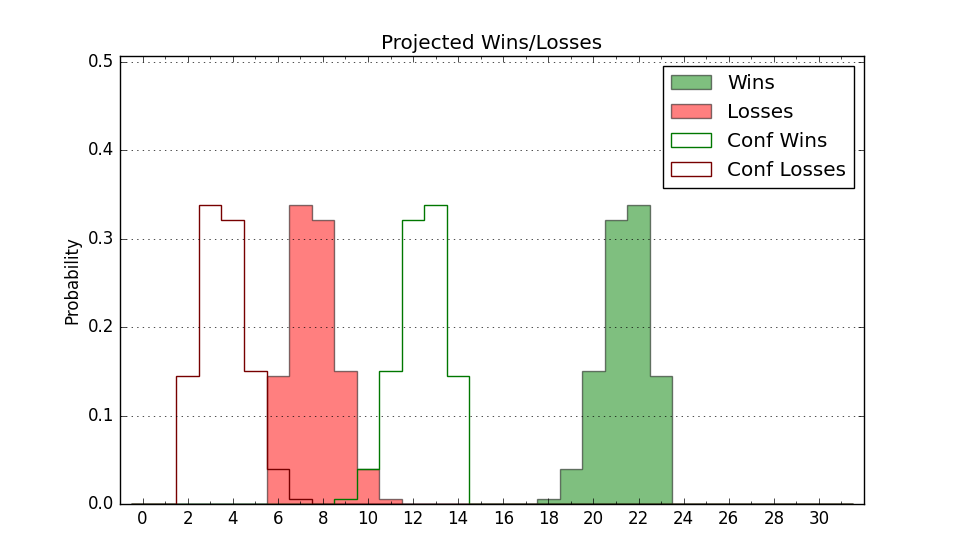 Projected Wins/Losses
0.5
0.4
0.3
0.2
0.1
0.0
Probability
Wins
Losses
Conf Wins
Conf Losses
0 2 4 6 8 10 12 14 16 18 20 22 24 26 28 30